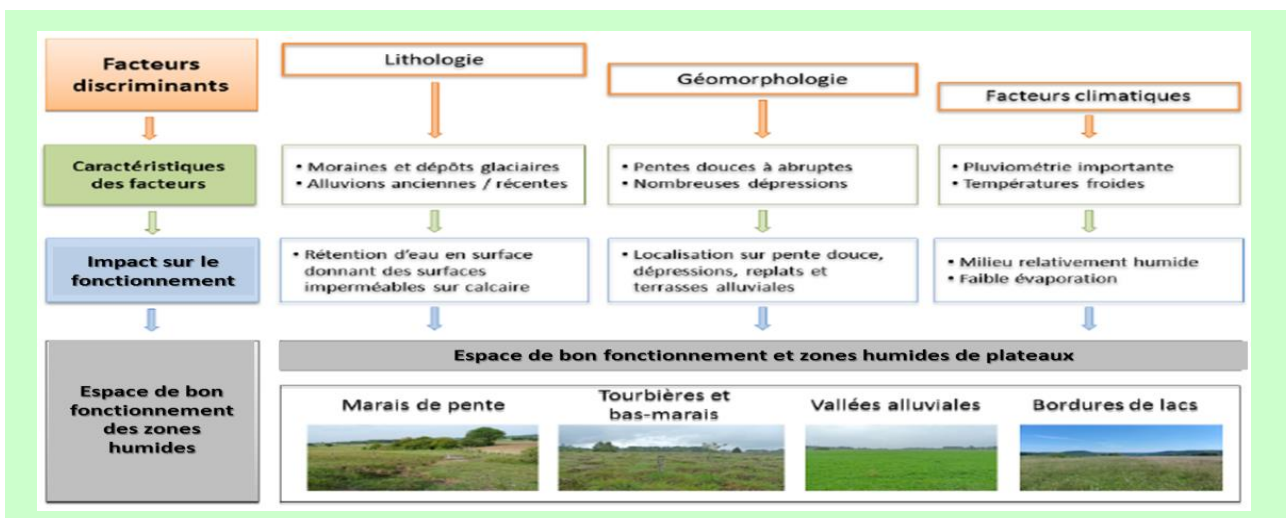 Facteurs
discriminants
Lithologie
Géomorphologie
Facteurs climatiques
Caractéristiques
des facteurs
• Moraines et dépôts glaciaires
• Alluvions anciennes / récentes
• Pentes douces à abruptes
• Nombreuses dépressions
• Pluviométrie importante
• Températures froides
Impact sur le
fonctionnement
• Rétention d'eau en surface
donnant des surfaces
imperméables sur calcaire
• Localisation sur pente douce,
dépressions, replats et
terrasses alluviales
• Milieu relativement humide
• Faible évaporation
Espace de bon
fonctionnement
des zones
humides
Espace de bon fonctionnement et zones humides de plateaux
Marais de pente
Tourbières et
bas-marais
Vallées alluviales
Bordures de lacs